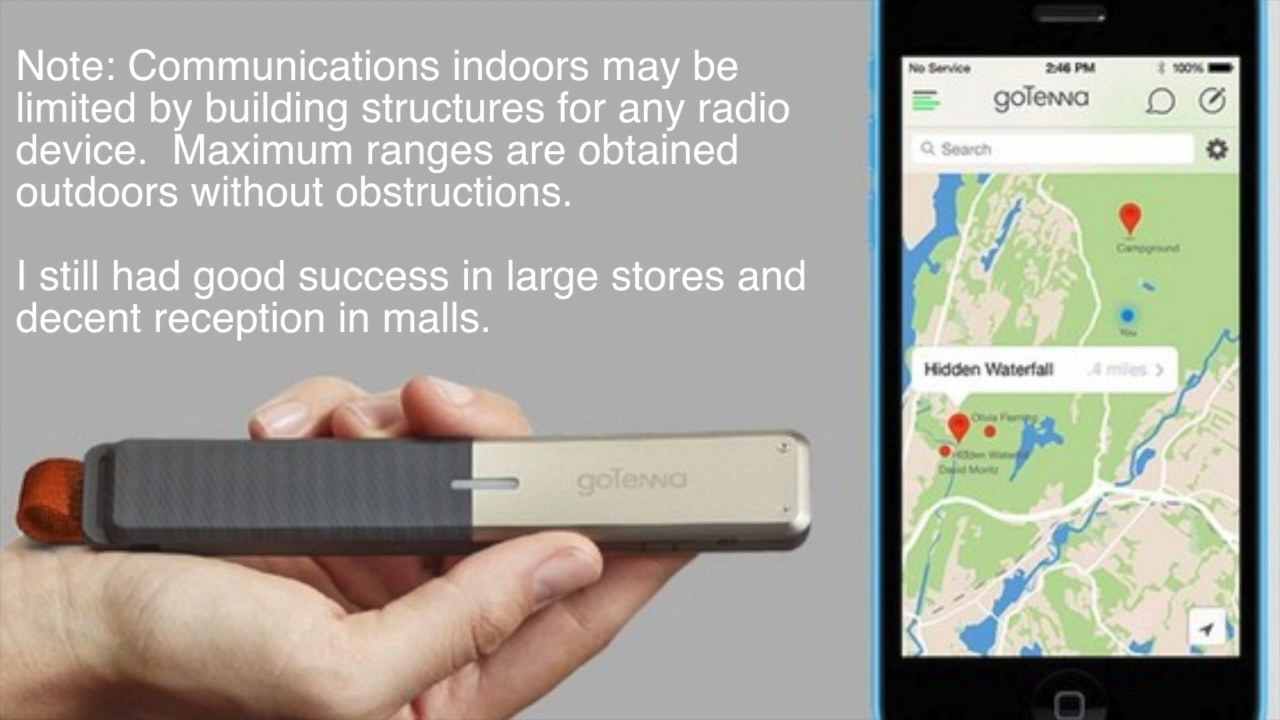 Note: Communications indoors may be
limited by building structures for any radio
device.  Maximum ranges are obtained
outdoors without obstructions.
I still had good success in large stores and
decent reception in malls.
goTenna
No Service 2:46 PM 100%
goTenna
Search
Campground
You
Hidden Waterfall .4 miles >
Olivia Fleming
Hidden Waterfall
David Moritz